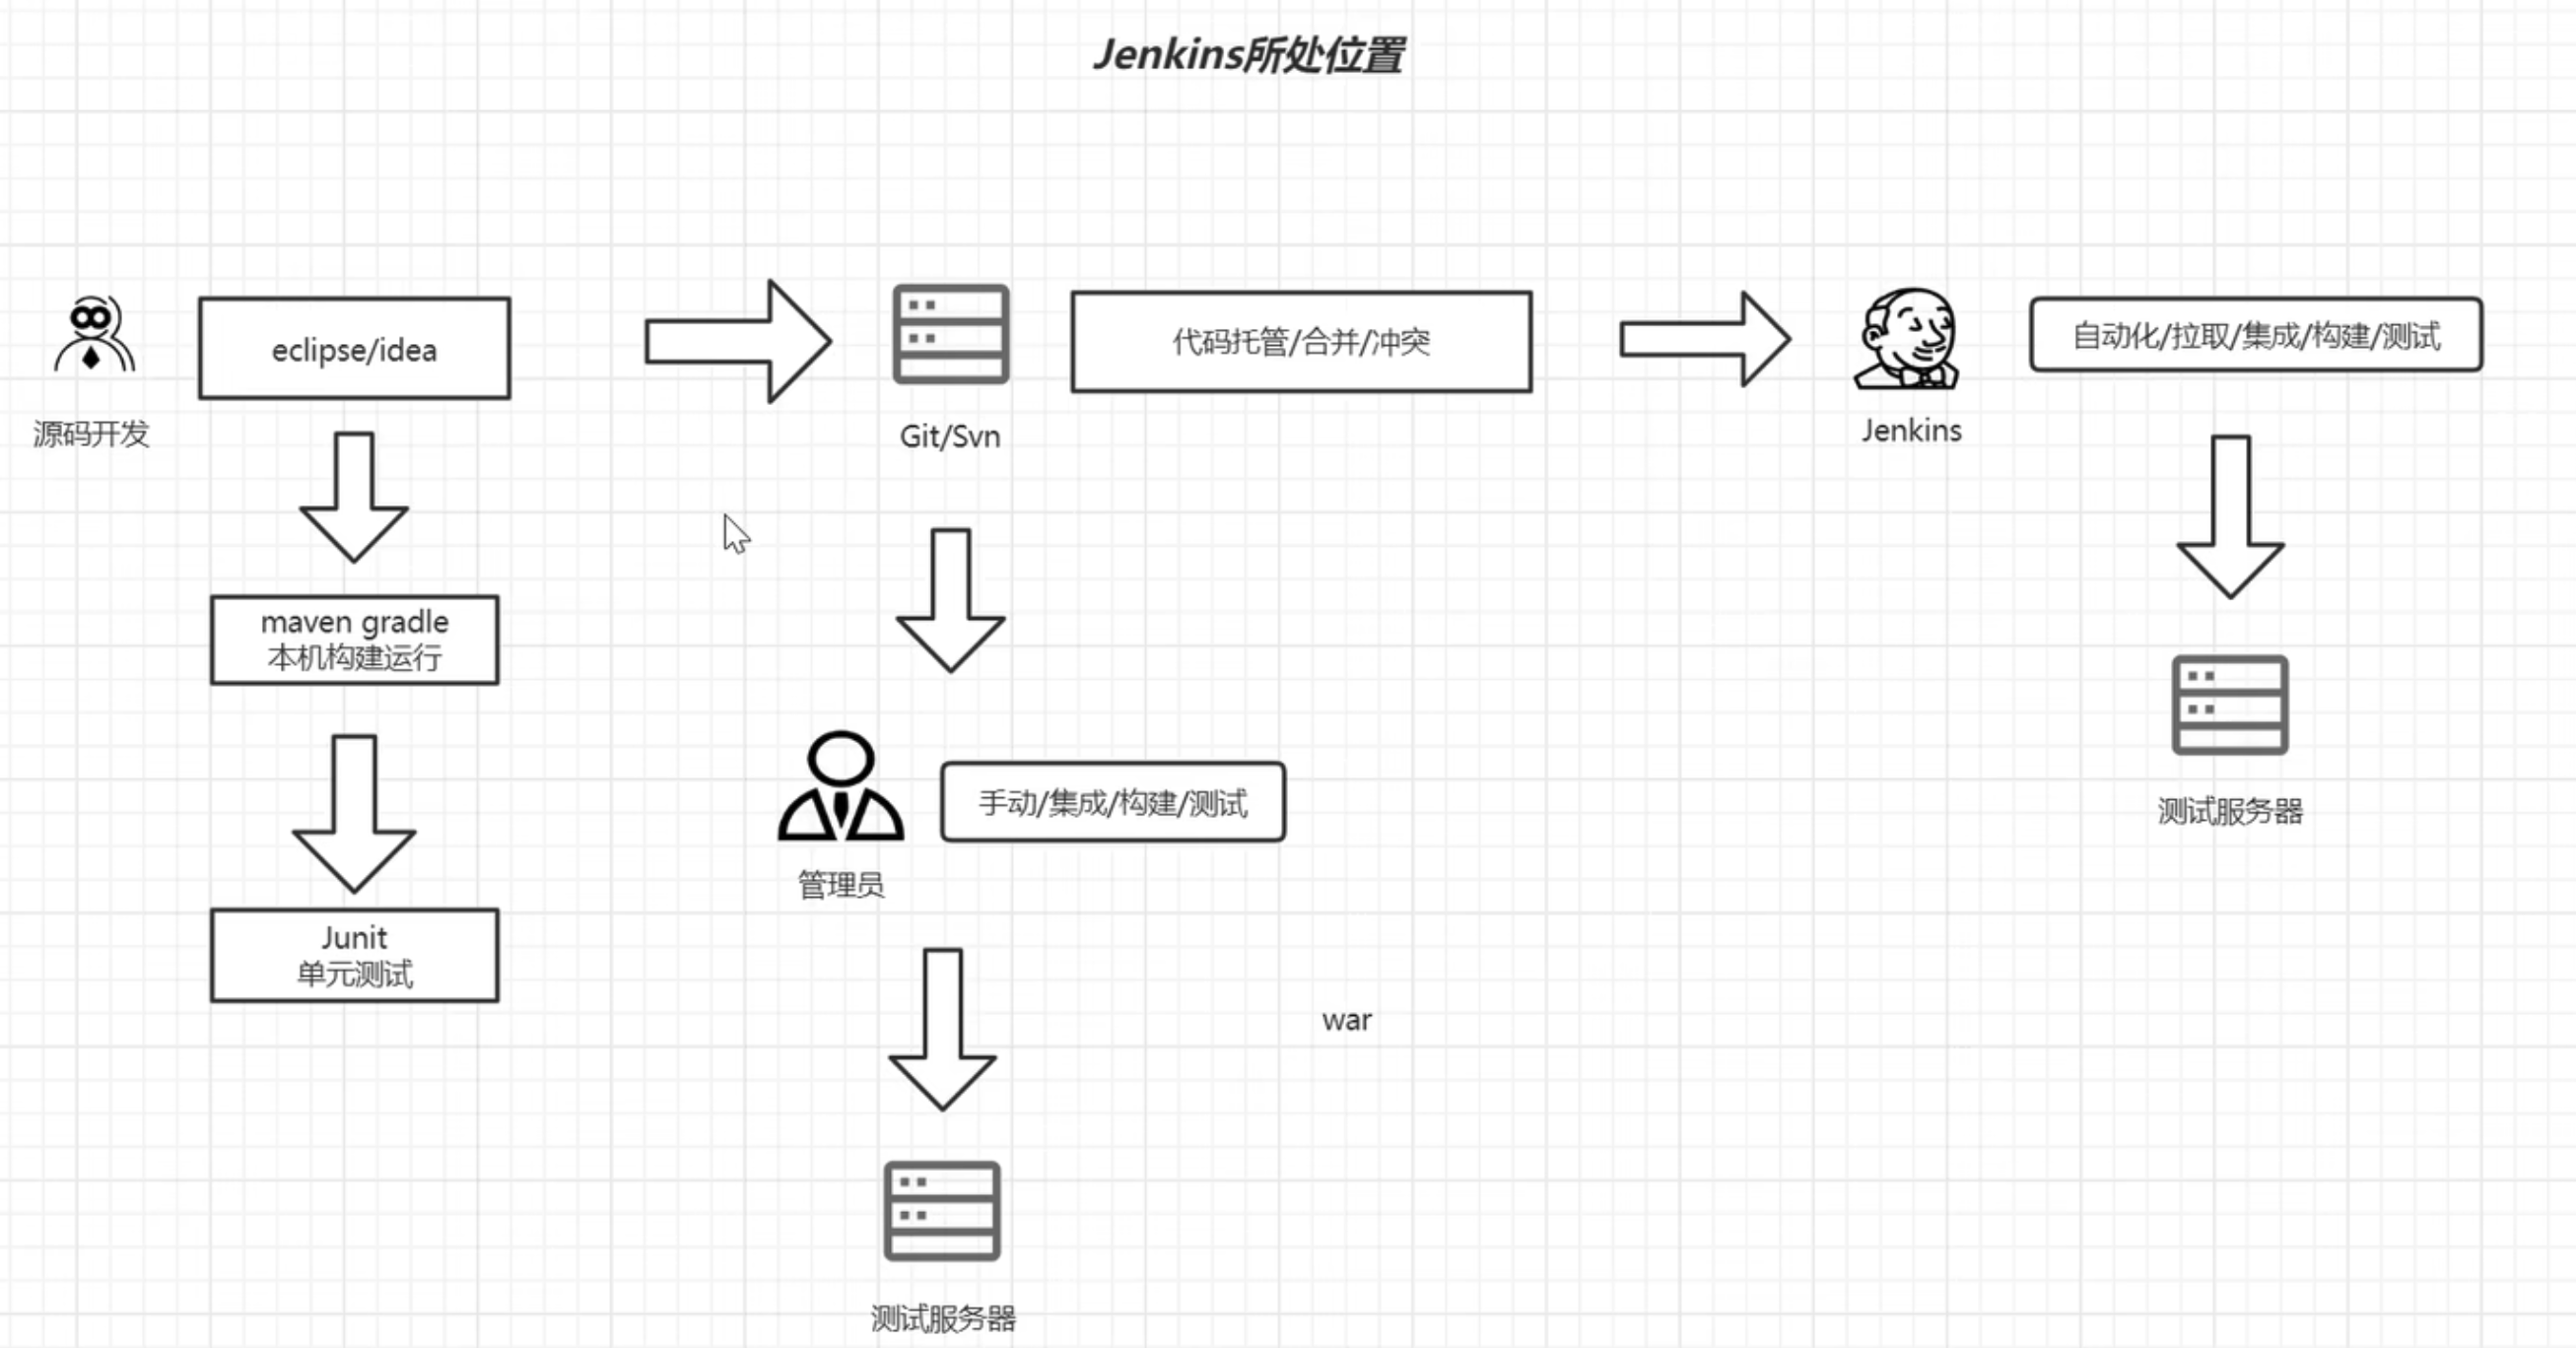 Jenkins所处位置
eclipse/idea
源码开发
maven gradle
本机构建运行
Junit
单元测试
Git/Svn
代码托管/合并/冲突
管理员
手动/集成/构建/测试
war
测试服务器
Jenkins
自动化/拉取/集成/构建/测试
测试服务器